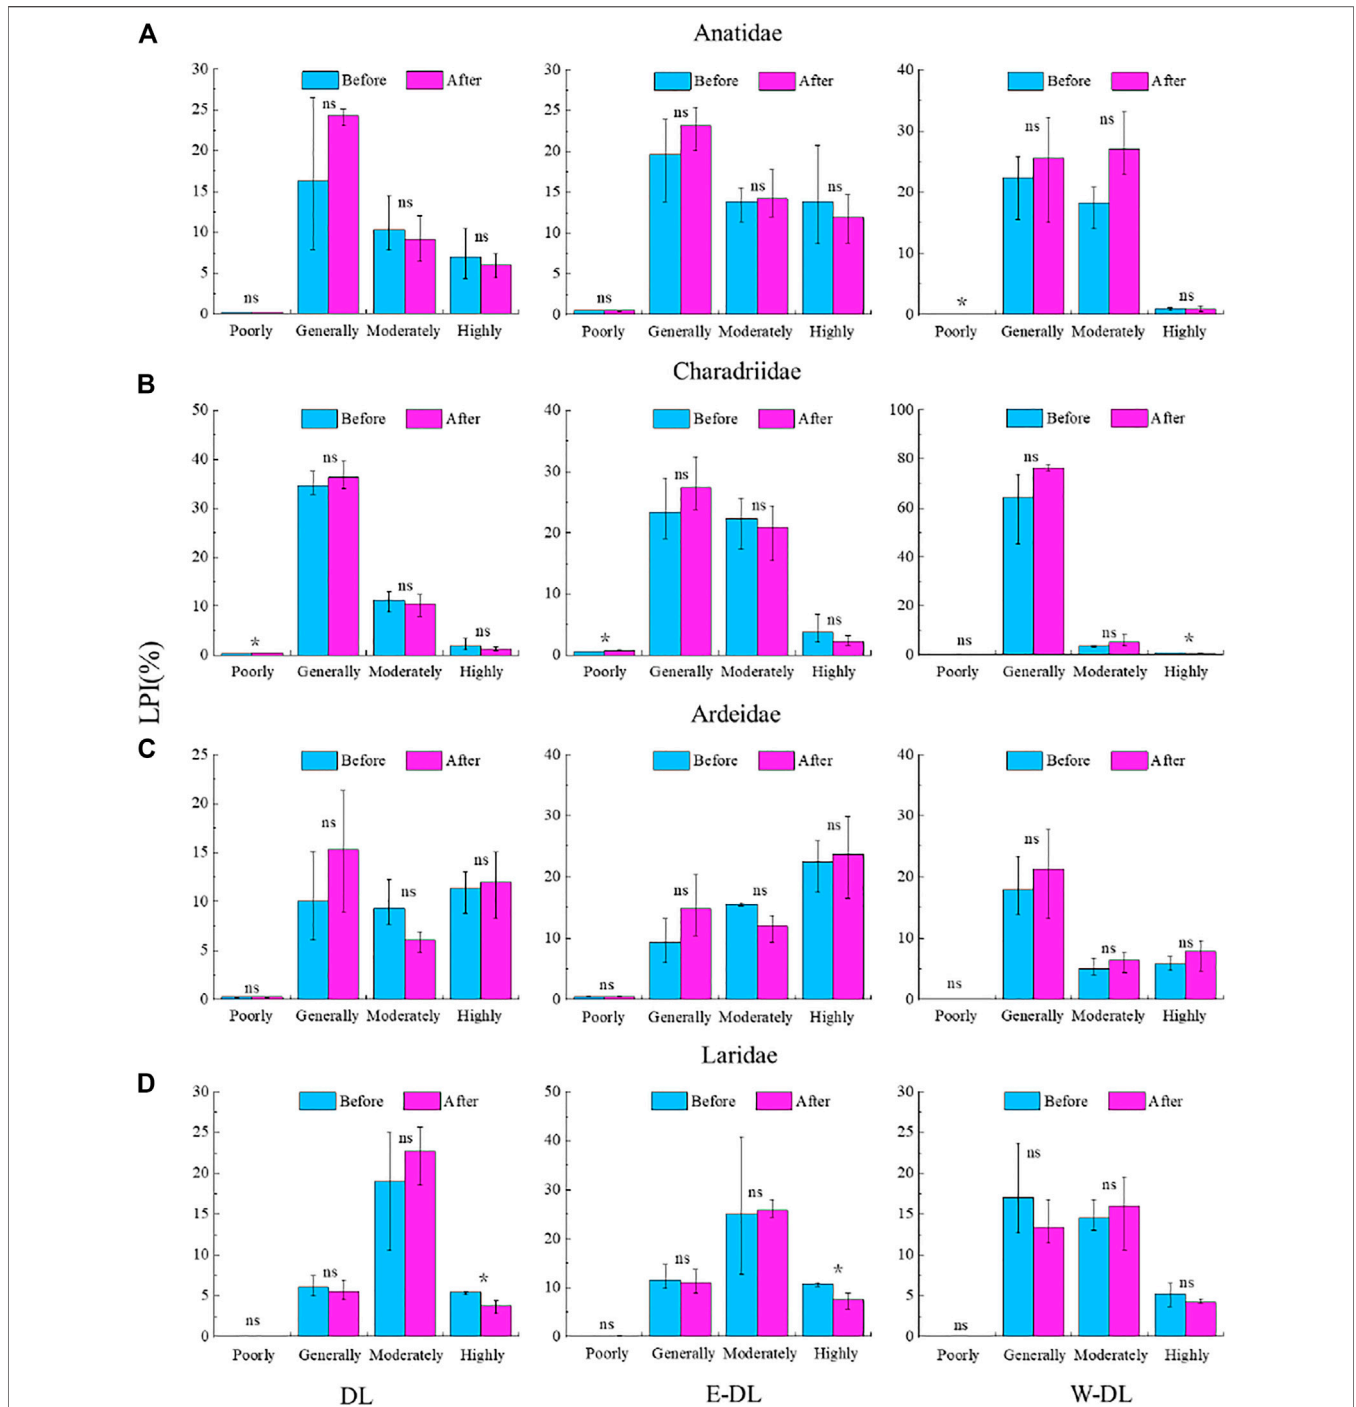 A
Anatidae
30
25
20
15
10
5
0
Before After
ns
ns
ns
ns
Poorly Generally Moderately Highly
30
25
20
15
10
5
0
Before After
ns
ns
ns
ns
Poorly Generally Moderately Highly
40
30
20
10
0
Before After
*
ns
ns
ns
Poorly Generally Moderately Highly
B
Charadriidae
50
40
30
20
10
0
Before After
*
ns
ns
ns
Poorly Generally Moderately Highly
40
30
20
10
0
Before After
*
ns
ns
ns
Poorly Generally Moderately Highly
100
80
60
40
20
0
Before After
ns
ns
ns
*
Poorly Generally Moderately Highly
LPI(%)
C
Ardeidae
25
20
15
10
5
0
Before After
ns
ns
ns
ns
Poorly Generally Moderately Highly
40
30
20
10
0
Before After
ns
ns
ns
ns
Poorly Generally Moderately Highly
40
30
20
10
0
Before After
ns
ns
ns
ns
Poorly Generally Moderately Highly
D
Laridae
30
25
20
15
10
5
0
Before After
ns
ns
ns
*
Poorly Generally Moderately Highly
DL
50
40
30
20
10
0
Before After
ns
ns
ns
*
Poorly Generally Moderately Highly
E-DL
30
25
20
15
10
5
0
Before After
ns
ns
ns
ns
Poorly Generally Moderately Highly
W-DL